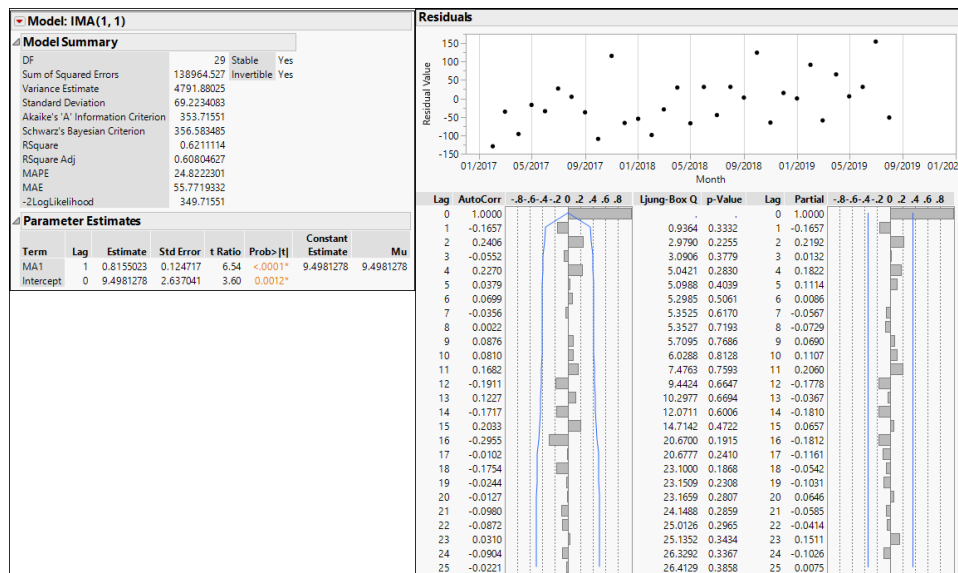 Model: IMA(1, 1)
Model Summary
DF 29 Stable Yes
Sum of Squared Errors 138964.527 Invertible Yes
Variance Estimate 4791.88025
Standard Deviation 69.2234083
Akaike's 'A' Information Criterion 353.71551
Schwarz's Bayesian Criterion 356.583485
RSquare 0.6211114
RSquare Adj 0.60804627
MAPE 24.8222301
MAE 55.7719332
-2LogLikelihood 349.71551
Parameter Estimates
Constant
Term Lag Estimate Std Error t Ratio Prob>|t| Estimate Mu
MA1 1 0.8155023 0.124717 6.54 <.0001* 9.4981278 9.4981278
Intercept 0 9.4981278 2.637041 3.60 0.0012*
Residuals
Residual Value
150
100
50
0
-50
-100
-150
01/2017 05/2017 09/2017 01/2018 05/2018 09/2018 01/2019 05/2019 09/2019 01/202
Month
Lag AutoCorr -.8-.6-.4-.2 0 .2 .4 .6 .8 Ljung-Box Q p-Value Lag Partial -.8-.6-.4-.2 0 .2 .4 .6 .8
0 1.0000 . . 0 1.0000
1 -0.1657 0.9364 0.3332 1 -0.1657
2 0.2406 2.9790 0.2255 2 0.2192
3 -0.0552 3.0906 0.3779 3 0.0132
4 0.2270 5.0421 0.2830 4 0.1822
5 0.0379 5.0988 0.4039 5 0.1114
6 0.0699 5.2985 0.5061 6 0.0086
7 -0.0356 5.3525 0.6170 7 -0.0567
8 0.0022 5.3527 0.7193 8 -0.0729
9 0.0876 5.7095 0.7686 9 0.0690
10 0.0810 6.0288 0.8128 10 0.1107
11 0.1682 7.4763 0.7593 11 0.2060
12 -0.1911 9.4424 0.6647 12 -0.1778
13 0.1227 10.2977 0.6694 13 -0.0367
14 -0.1717 12.0711 0.6006 14 -0.1810
15 0.2033 14.7142 0.4722 15 0.0657
16 -0.2955 20.6700 0.1915 16 -0.1812
17 -0.0102 20.6777 0.2410 17 -0.1161
18 -0.1754 23.1000 0.1868 18 -0.0542
19 -0.0244 23.1509 0.2308 19 -0.1031
20 -0.0127 23.1659 0.2807 20 0.0646
21 -0.0980 24.1488 0.2859 21 -0.0585
22 -0.0872 25.0126 0.2965 22 -0.0414
23 0.0310 25.1352 0.3434 23 0.1511
24 -0.0904 26.3292 0.3367 24 -0.1026
25 -0.0221 26.4129 0.3858 25 0.0075